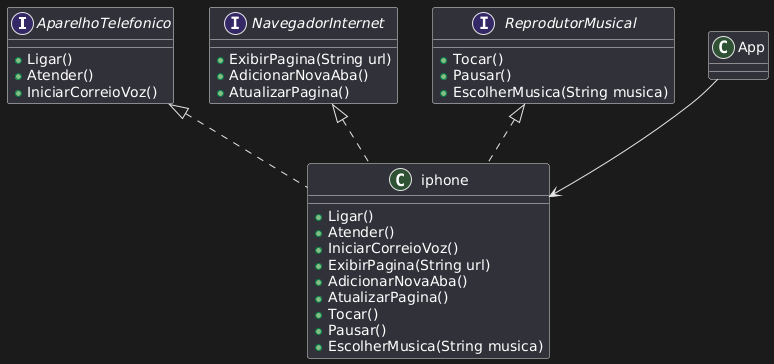 I AparelhoTelefonico
Ligar()
Atender()
IniciarCorreioVoz()
I NavegadorInternet
ExibirPagina(String url)
AdicionarNovaAba()
AtualizarPagina()
I ReprodutorMusical
Tocar()
Pausar()
EscolherMusica(String musica)
C App
C iphone
Ligar()
Atender()
IniciarCorreioVoz()
ExibirPagina(String url)
AdicionarNovaAba()
AtualizarPagina()
Tocar()
Pausar()
EscolherMusica(String musica)